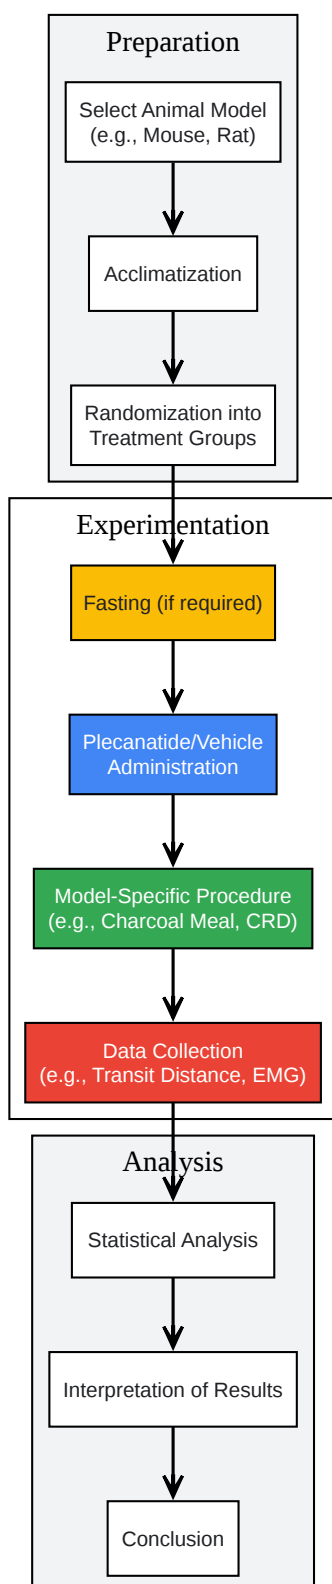 Preparation
Select Animal Model
(e.g., Mouse, Rat)
Acclimatization
Randomization into
Treatment Groups
Experimentation
Fasting (if required)
Plecanatide/Vehicle
Administration
Model-Specific Procedure
(e.g., Charcoal Meal, CRD)
Data Collection
(e.g., Transit Distance, EMG)
Analysis
Statistical Analysis
Interpretation of Results
Conclusion